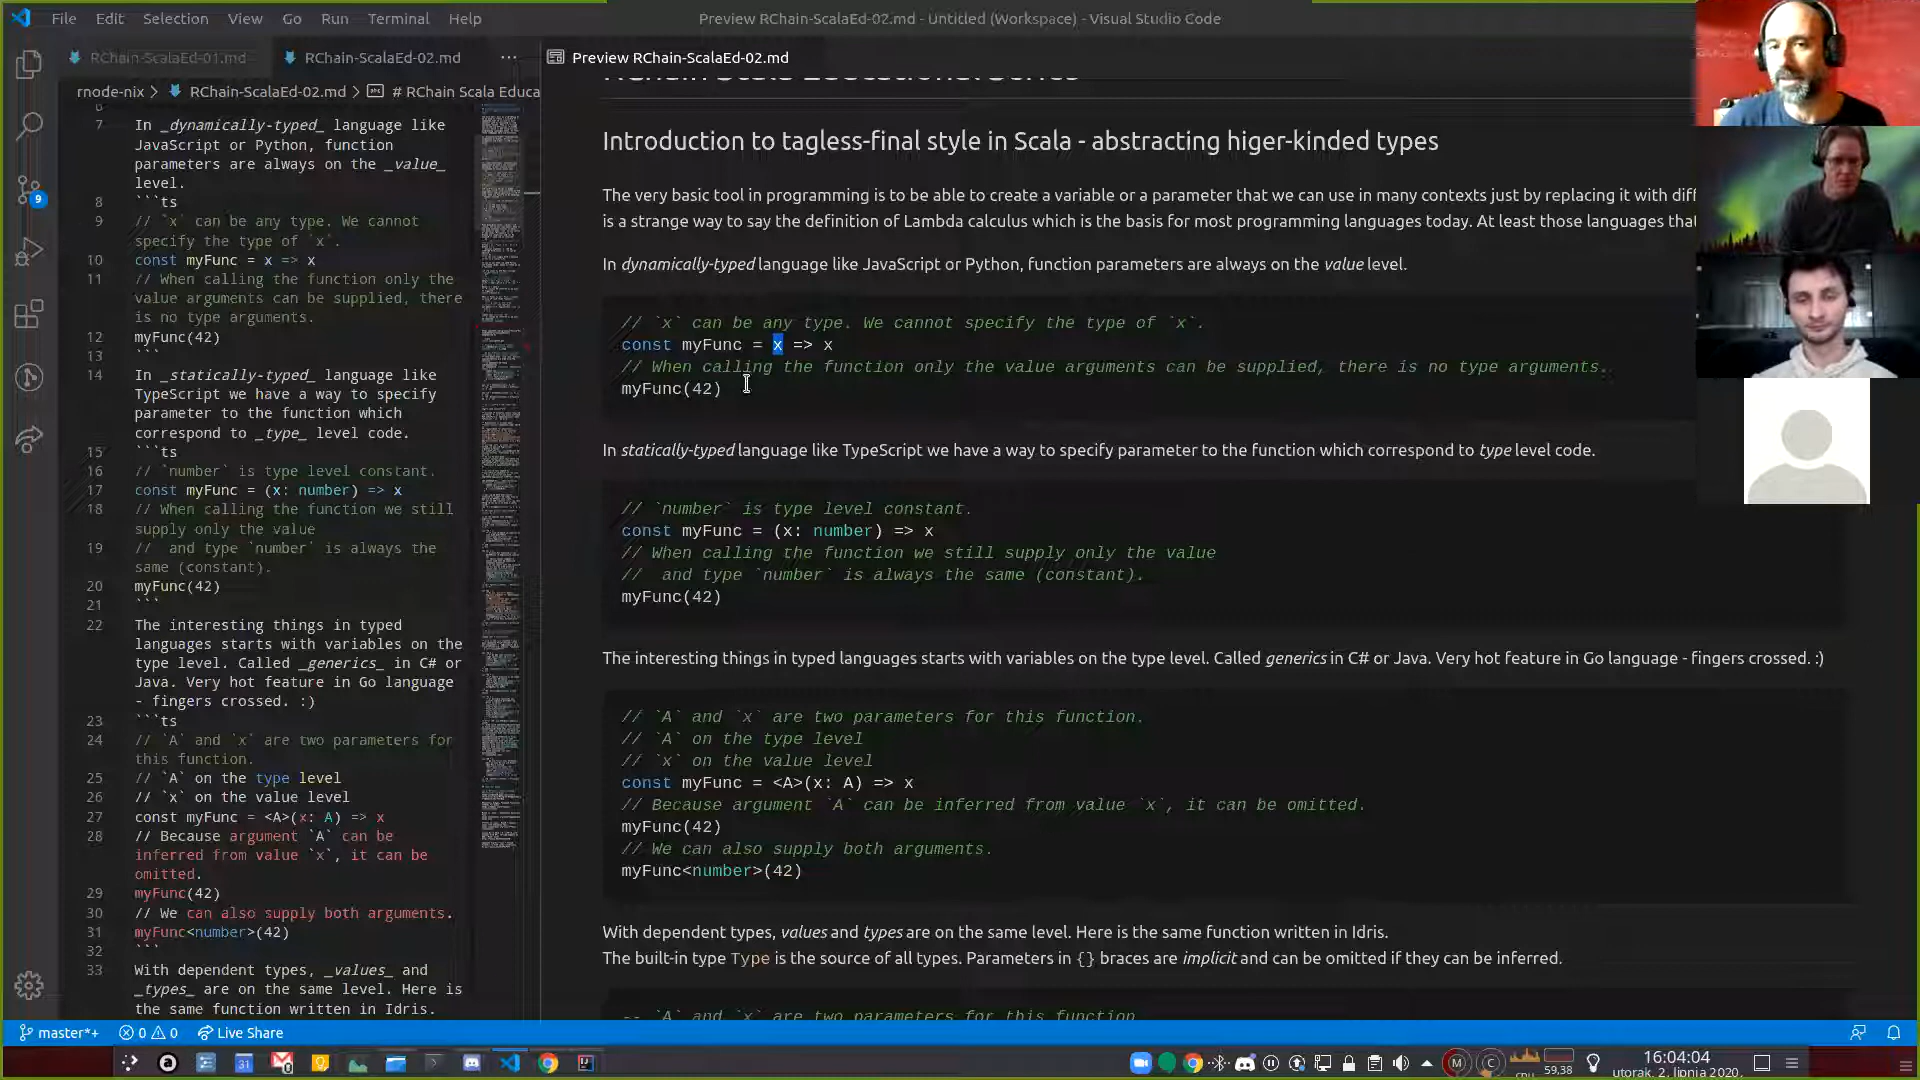 File Edit Selection View Go Run Terminal Help
Preview RChain-ScalaEd-02.md - Untitled (Workspace) - Visual Studio Code
RChain-ScalaEd-01.md
RChain-ScalaEd-02.md
···
Preview RChain-ScalaEd-02.md
rnode-nix > RChain-ScalaEd-02.md > # RChain Scala Educa
6
7 In _dynamically-typed_ language like
JavaScript or Python, function
parameters are always on the _value_
level.
8 ```ts
9 // `x` can be any type. We cannot
specify the type of `x`.
10 const myFunc = x => x
11 // When calling the function only the
value arguments can be supplied, there
is no type arguments.
12 myFunc(42)
13 ```
14 In _statically-typed_ language like
TypeScript we have a way to specify
parameter to the function which
correspond to _type_ level code.
15 ```ts
16 // `number` is type level constant.
17 const myFunc = (x: number) => x
18 // When calling the function we still
supply only the value
19 //  and type `number` is always the
same (constant).
20 myFunc(42)
21 ```
22 The interesting things in typed
languages starts with variables on the
type level. Called _generics_ in C# or
Java. Very hot feature in Go language
- fingers crossed. :)
23 ```ts
24 // `A` and `x` are two parameters for
this function.
25 // `A` on the type level
26 // `x` on the value level
27 const myFunc = <A>(x: A) => x
28 // Because argument `A` can be
inferred from value `x`, it can be
omitted.
29 myFunc(42)
30 // We can also supply both arguments.
31 myFunc<number>(42)
32 ```
33 With dependent types, _values_ and
_types_ are on the same level. Here is
the same function written in Idris.
RChain Scala Educational Series
Introduction to tagless-final style in Scala - abstracting higer-kinded types
The very basic tool in programming is to be able to create a variable or a parameter that we can use in many contexts just by replacing it with diff
is a strange way to say the definition of Lambda calculus which is the basis for most programming languages today. At least those languages that
In dynamically-typed language like JavaScript or Python, function parameters are always on the value level.
// `x` can be any type. We cannot specify the type of `x`.
const myFunc = x => x
// When calling the function only the value arguments can be supplied, there is no type arguments.
myFunc(42)
In statically-typed language like TypeScript we have a way to specify parameter to the function which correspond to type level code.
// `number` is type level constant.
const myFunc = (x: number) => x
// When calling the function we still supply only the value
//  and type `number` is always the same (constant).
myFunc(42)
The interesting things in typed languages starts with variables on the type level. Called generics in C# or Java. Very hot feature in Go language - fingers crossed. :)
// `A` and `x` are two parameters for this function.
// `A` on the type level
// `x` on the value level
const myFunc = <A>(x: A) => x
// Because argument `A` can be inferred from value `x`, it can be omitted.
myFunc(42)
// We can also supply both arguments.
myFunc<number>(42)
With dependent types, values and types are on the same level. Here is the same function written in Idris.
The built-in type Type is the source of all types. Parameters in {} braces are implicit and can be omitted if they can be inferred.
-- `A` and `x` are two parameters for this function
9
master*+ 0 0 Live Share
31
M C
CPU 59,38
16:04:04
utorak, 2. lipnja 2020.